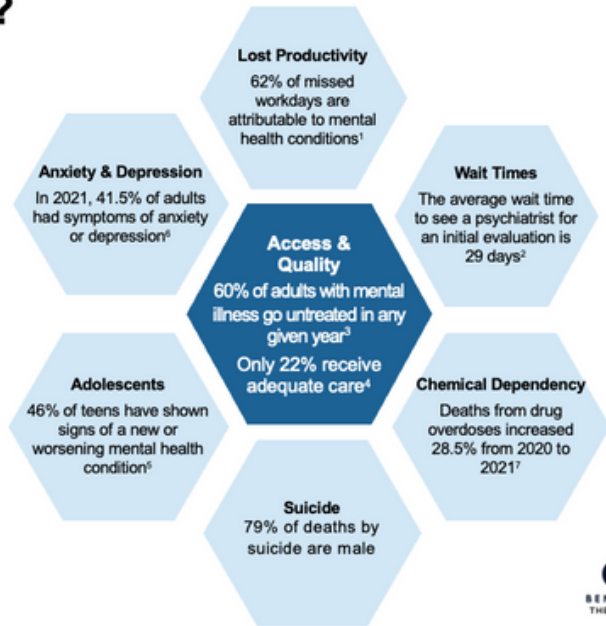 ?
Lost Productivity
62% of missed
workdays are
attributable to mental
health conditions¹
Anxiety & Depression
In 2021, 41.5% of adults
had symptoms of anxiety
or depression⁶
Wait Times
The average wait time
to see a psychiatrist for
an initial evaluation is
29 days²
Access &
Quality
60% of adults with mental
illness go untreated in any
given year³
Only 22% receive
adequate care⁴
Adolescents
46% of teens have shown
signs of a new or
worsening mental health
condition⁵
Chemical Dependency
Deaths from drug
overdoses increased
28.5% from 2020 to
2021⁷
Suicide
79% of deaths by
suicide are male
THE